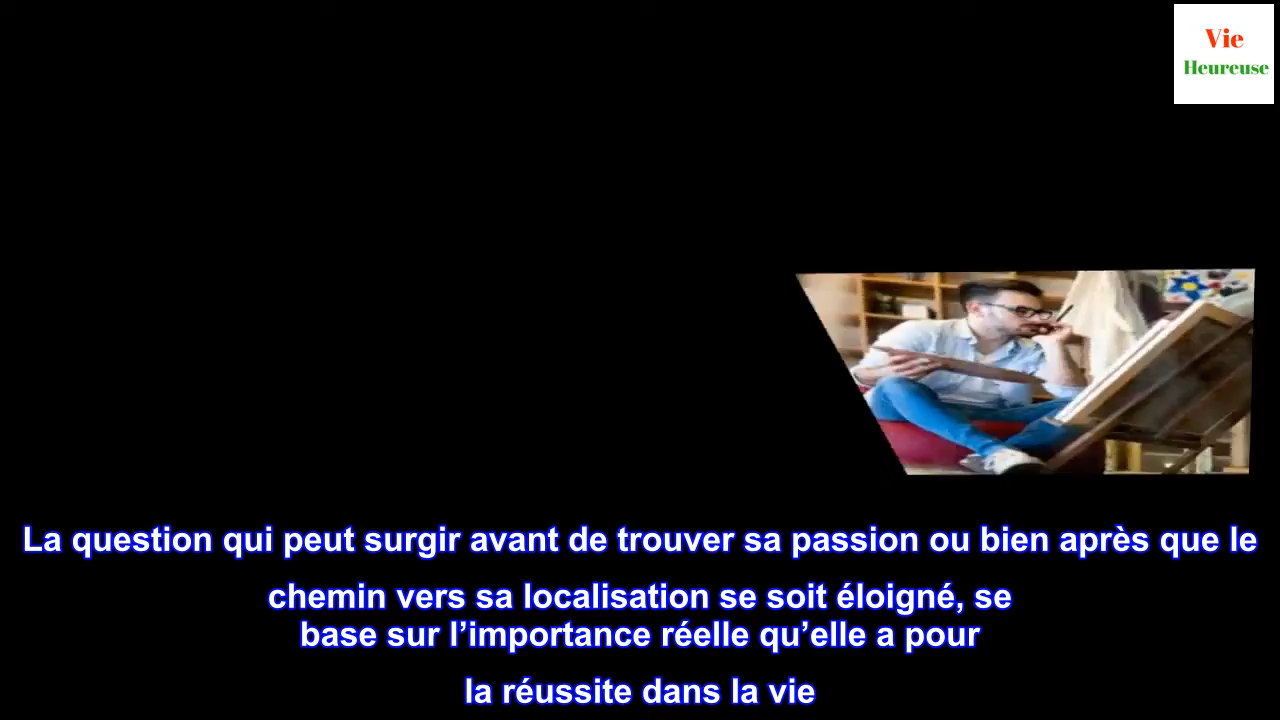 Vie
Heureuse
La question qui peut surgir avant de trouver sa passion ou bien après que le
chemin vers sa localisation se soit éloigné, se
base sur l’importance réelle qu’elle a pour
la réussite dans la vie